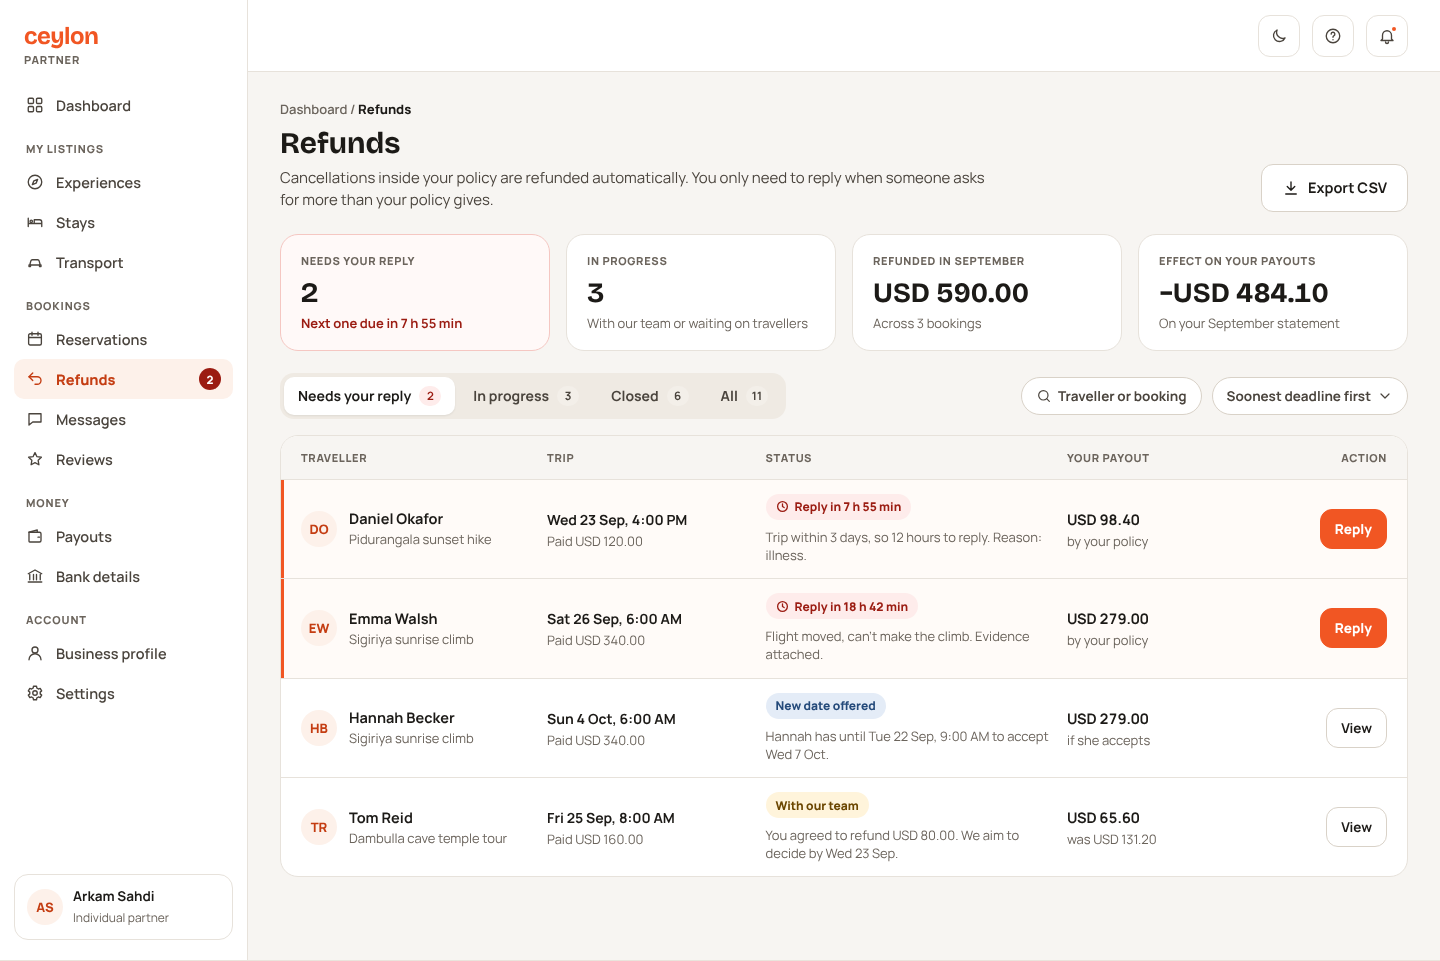 ceylon
PARTNER
Dashboard
MY LISTINGS
Experiences
Stays
Transport
BOOKINGS
Reservations
Refunds 2
Messages
Reviews
MONEY
Payouts
Bank details
ACCOUNT
Business profile
Settings
AS
Arkam Sahdi
Individual partner
Dashboard / Refunds
Refunds
Cancellations inside your policy are refunded automatically. You only need to reply when someone asks
for more than your policy gives.
Export CSV
NEEDS YOUR REPLY
2
Next one due in 7 h 55 min
IN PROGRESS
3
With our team or waiting on travellers
REFUNDED IN SEPTEMBER
USD 590.00
Across 3 bookings
EFFECT ON YOUR PAYOUTS
−USD 484.10
On your September statement
Needs your reply 2 In progress 3 Closed 6 All 11
Traveller or booking
Soonest deadline first
TRAVELLER TRIP STATUS YOUR PAYOUT ACTION
DO
Daniel Okafor
Pidurangala sunset hike
Wed 23 Sep, 4:00 PM
Paid USD 120.00
Reply in 7 h 55 min
Trip within 3 days, so 12 hours to reply. Reason:
illness.
USD 98.40
by your policy
Reply
EW
Emma Walsh
Sigiriya sunrise climb
Sat 26 Sep, 6:00 AM
Paid USD 340.00
Reply in 18 h 42 min
Flight moved, can't make the climb. Evidence
attached.
USD 279.00
by your policy
Reply
HB
Hannah Becker
Sigiriya sunrise climb
Sun 4 Oct, 6:00 AM
Paid USD 340.00
New date offered
Hannah has until Tue 22 Sep, 9:00 AM to accept
Wed 7 Oct.
USD 279.00
if she accepts
View
TR
Tom Reid
Dambulla cave temple tour
Fri 25 Sep, 8:00 AM
Paid USD 160.00
With our team
You agreed to refund USD 80.00. We aim to
decide by Wed 23 Sep.
USD 65.60
was USD 131.20
View